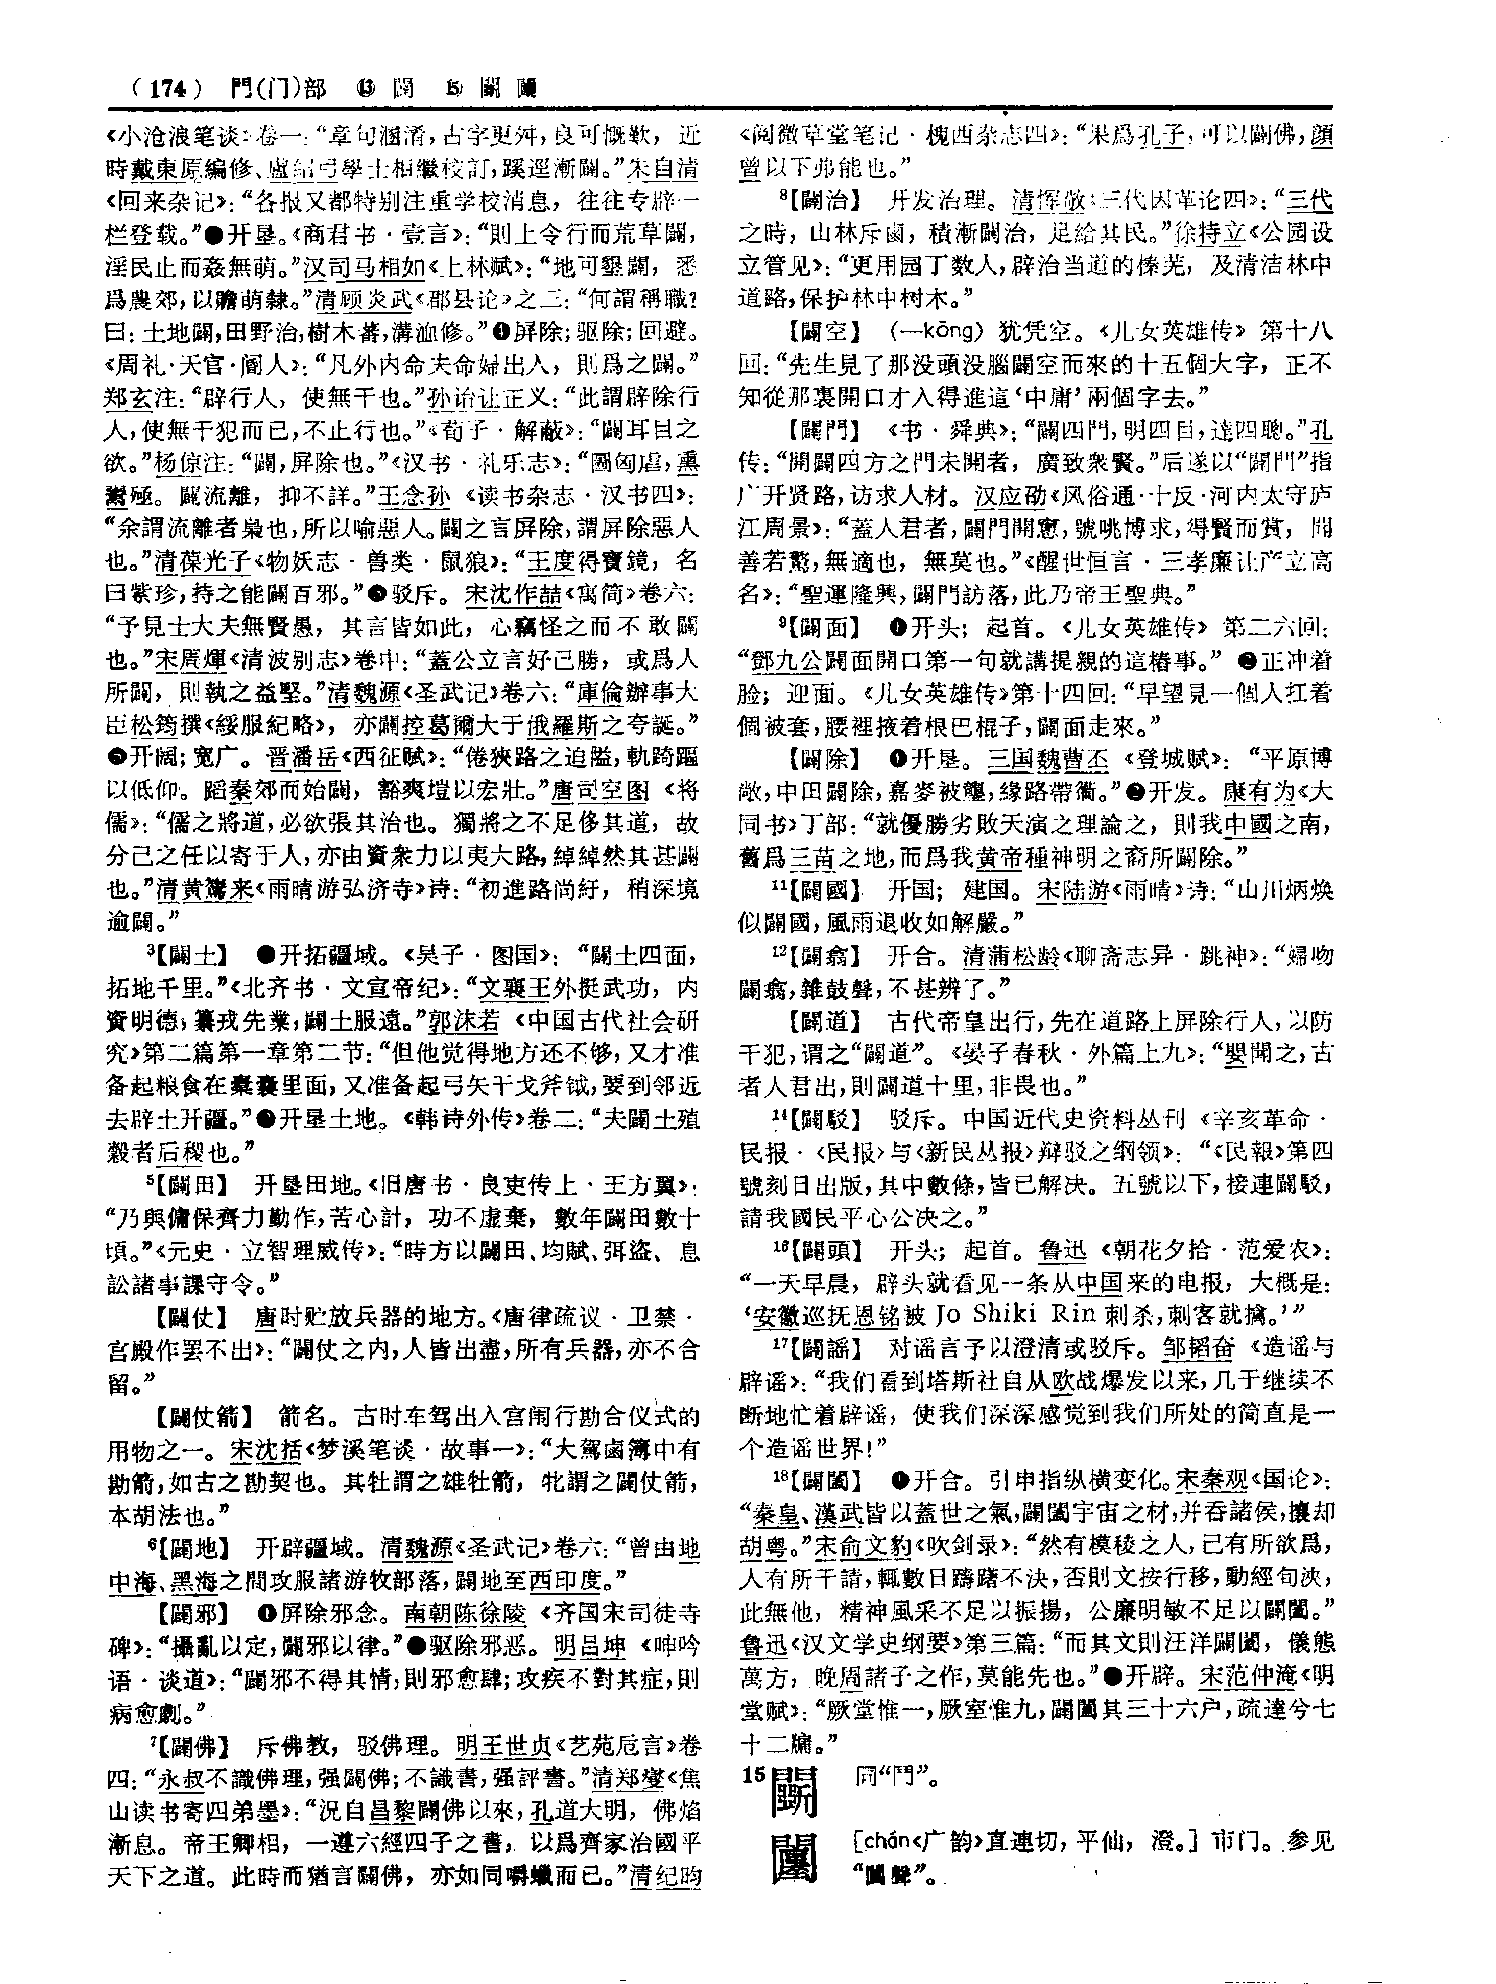 （174） 門(门)部 ⓭ 闢 15 鬭 𨷭
《小沧浪笔谈》卷一：“章句溷淆，古字更舛，良可慨歎，近
時戴東原編修、盧紹弓學士相繼校訂，蹊逕漸闢。”朱自清
《回来杂记》：“各报又都特别注重学校消息，往往专辟一
栏登载。”❸开垦。《商君书·壹言》：“則上令行而荒草闢，
淫民止而姦無萌。”汉司马相如《上林赋》：“地可墾闢，悉
爲農郊，以贍萌隸。”清顾炎武《郡县论》之三：“何謂稱職？
曰：土地闢，田野治，樹木蕃，溝洫修。”❹屏除；驱除；回避。
《周礼·天官·阍人》：“凡外内命夫命婦出入，則爲之闢。”
郑玄注：“辟行人，使無干也。”孙诒让正义：“此謂辟除行
人，使無干犯而已，不止行也。”《荀子·解蔽》：“闢耳目之
欲。”杨倞注：“闢，屏除也。”《汉书·礼乐志》：“圖匈虐，熏
鬻殛。闢流離，抑不詳。”王念孙《读书杂志·汉书四》：
“余謂流離者梟也，所以喻惡人。闢之言屏除，謂屏除惡人
也。”清葆光子《物妖志·兽类·鼠狼》：“王度得寶鏡，名
曰紫珍，持之能闢百邪。”❺驳斥。宋沈作喆《寓简》卷六：
“予見士大夫無賢愚，其言皆如此，心竊怪之而不敢闢
也。”宋周煇《清波别志》卷中：“蓋公立言好己勝，或爲人
所闢，則執之益堅。”清魏源《圣武记》卷六：“庫倫辦事大
臣松筠撰《綏服紀略》，亦闢控葛爾大于俄羅斯之夸誕。”
❻开阔；宽广。晋潘岳《西征赋》：“倦狹路之迫隘，軌踦䧢
以低仰。蹈秦郊而始闢，豁爽塏以宏壯。”唐司空图《将
儒》：“儒之將道，必欲張其治也。獨將之不足侈其道，故
分己之任以寄于人，亦由資衆力以夷大路，綽綽然其甚闢
也。”清黄鷟来《雨晴游弘济寺》诗：“初進路尚紆，稍深境
逾闢。”
³【闢土】 ❶开拓疆域。《吴子·图国》：“闢土四面，
拓地千里。”《北齐书·文宣帝纪》：“文襄王外挺武功，内
資明德，纂戎先業，闢土服遠。”郭沫若《中国古代社会研
究》第二篇第一章第二节：“但他觉得地方还不够，又才准
备起粮食在橐囊里面，又准备起弓矢干戈斧钺，要到邻近
去辟土开疆。”❷开垦土地。《韩诗外传》卷二：“夫闢土殖
穀者后稷也。”
⁵【闢田】 开垦田地。《旧唐书·良吏传上·王方翼》：
“乃與傭保齊力勤作，苦心計，功不虚棄，數年闢田數十
頃。”《元史·立智理威传》：“時方以闢田、均賦、弭盜、息
訟諸事課守令。”
【闢仗】 唐时贮放兵器的地方。《唐律疏议·卫禁·
宫殿作罢不出》：“闢仗之内，人皆出盡，所有兵器，亦不合
留。”
【闢仗箭】 箭名。古时车驾出入宫闱行勘合仪式的
用物之一。宋沈括《梦溪笔谈·故事一》：“大駕鹵簿中有
勘箭，如古之勘契也。其牡謂之雄牡箭，牝謂之闢仗箭，
本胡法也。”
⁶【闢地】 开辟疆域。清魏源《圣武记》卷六：“曾由地
中海、黑海之間攻服諸游牧部落，闢地至西印度。”
【闢邪】 ❶屏除邪念。南朝陈徐陵《齐国宋司徒寺
碑》：“攝亂以定，闢邪以律。”❷驱除邪恶。明吕坤《呻吟
语·谈道》：“闢邪不得其情，則邪愈肆；攻疾不對其症，則
病愈劇。”
⁷【闢佛】 斥佛教，驳佛理。明王世贞《艺苑卮言》卷
四：“永叔不識佛理，强闢佛；不識書，强評書。”清郑燮《焦
山读书寄四弟墨》：“況自昌黎闢佛以來，孔道大明，佛焰
漸息。帝王卿相，一遵六經四子之書，以爲齊家治國平
天下之道。此時而猶言闢佛，亦如同嚼蠟而已。”清纪昀
《阅微草堂笔记·槐西杂志四》：“果爲孔子，可以闢佛，顏
曾以下弗能也。”
⁸【闢治】 开发治理。清恽敬《三代因革论四》：“三代
之時，山林斥鹵，積漸闢治，足給其民。”徐特立《公园设
立管见》：“更用园丁数人，辟治当道的榛芜，及清洁林中
道路，保护林中树木。”
【闢空】（一kōng）犹凭空。《儿女英雄传》第十八
回：“先生見了那没頭没腦闢空而來的十五個大字，正不
知從那裏開口才入得進這‘中庸’兩個字去。”
【闢門】 《书·舜典》：“闢四門，明四目，達四聰。”孔
传：“開闢四方之門未開者，廣致衆賢。”后遂以“闢門”指
广开贤路，访求人材。汉应劭《风俗通·十反·河内太守庐
江周景》：“蓋人君者，闢門開窻，號咷博求，得賢而賞，聞
善若驚，無適也，無莫也。”《醒世恒言·三孝廉让产立高
名》：“聖運隆興，闢門訪落，此乃帝王聖典。”
⁹【闢面】 ❶开头；起首。《儿女英雄传》第二六回：
“鄧九公闢面開口第一句就講提親的這樁事。”❷正冲着
脸；迎面。《儿女英雄传》第十四回：“早望見一個人扛着
個被套，腰裡掖着根巴棍子，闢面走來。”
【闢除】 ❶开垦。三国魏曹丕《登城赋》：“平原博
敞，中田闢除，嘉麥被壟，緣路帶衢。”❷开发。康有为《大
同书》丁部：“就優勝劣敗天演之理論之，則我中國之南，
舊爲三苗之地，而爲我黄帝種神明之裔所闢除。”
¹¹【闢國】 开国；建国。宋陆游《雨晴》诗：“山川炳焕
似闢國，風雨退收如解嚴。”
¹²【闢翕】 开合。清蒲松龄《聊斋志异·跳神》：“婦吻
闢翕，雜鼓聲，不甚辨了。”
【闢道】 古代帝皇出行，先在道路上屏除行人，以防
干犯，谓之“闢道”。《晏子春秋·外篇上九》：“嬰聞之，古
者人君出，則闢道十里，非畏也。”
¹⁴【闢駁】 驳斥。中国近代史资料丛刊《辛亥革命·
民报·〈民报〉与〈新民丛报〉辩驳之纲领》：“《民報》第四
號刻日出版，其中數條，皆已解决。五號以下，接連闢駁，
請我國民平心公决之。”
¹⁶【闢頭】 开头；起首。鲁迅《朝花夕拾·范爱农》：
“一天早晨，辟头就看见一条从中国来的电报，大概是：
‘安徽巡抚恩铭被 Jo Shiki Rin 刺杀，刺客就擒。’”
¹⁷【闢謡】 对谣言予以澄清或驳斥。邹韬奋《造谣与
辟谣》：“我们看到塔斯社自从欧战爆发以来，几于继续不
断地忙着辟谣，使我们深深感觉到我们所处的简直是一
个造谣世界！”
¹⁸【闢闔】 ❶开合。引申指纵横变化。宋秦观《国论》：
“秦皇、漢武皆以蓋世之氣，闢闔宇宙之材，并吞諸侯，攘却
胡粤。”宋俞文豹《吹剑录》：“然有模稜之人，己有所欲爲，
人有所干請，輒數日躊躇不決，否則文按行移，動經旬浹，
此無他，精神風采不足以振揚，公廉明敏不足以闢闔。”
鲁迅《汉文学史纲要》第三篇：“而其文則汪洋闢闔，儀態
萬方，晚周諸子之作，莫能先也。”❷开辟。宋范仲淹《明
堂赋》：“厥堂惟一，厥室惟九，闢闔其三十六户，疏達兮七
十二牖。”
15 鬭 同“鬥”。
𨷭 [chán《广韵》直連切，平仙，澄。] 市门。参见
“𨷭聲”。